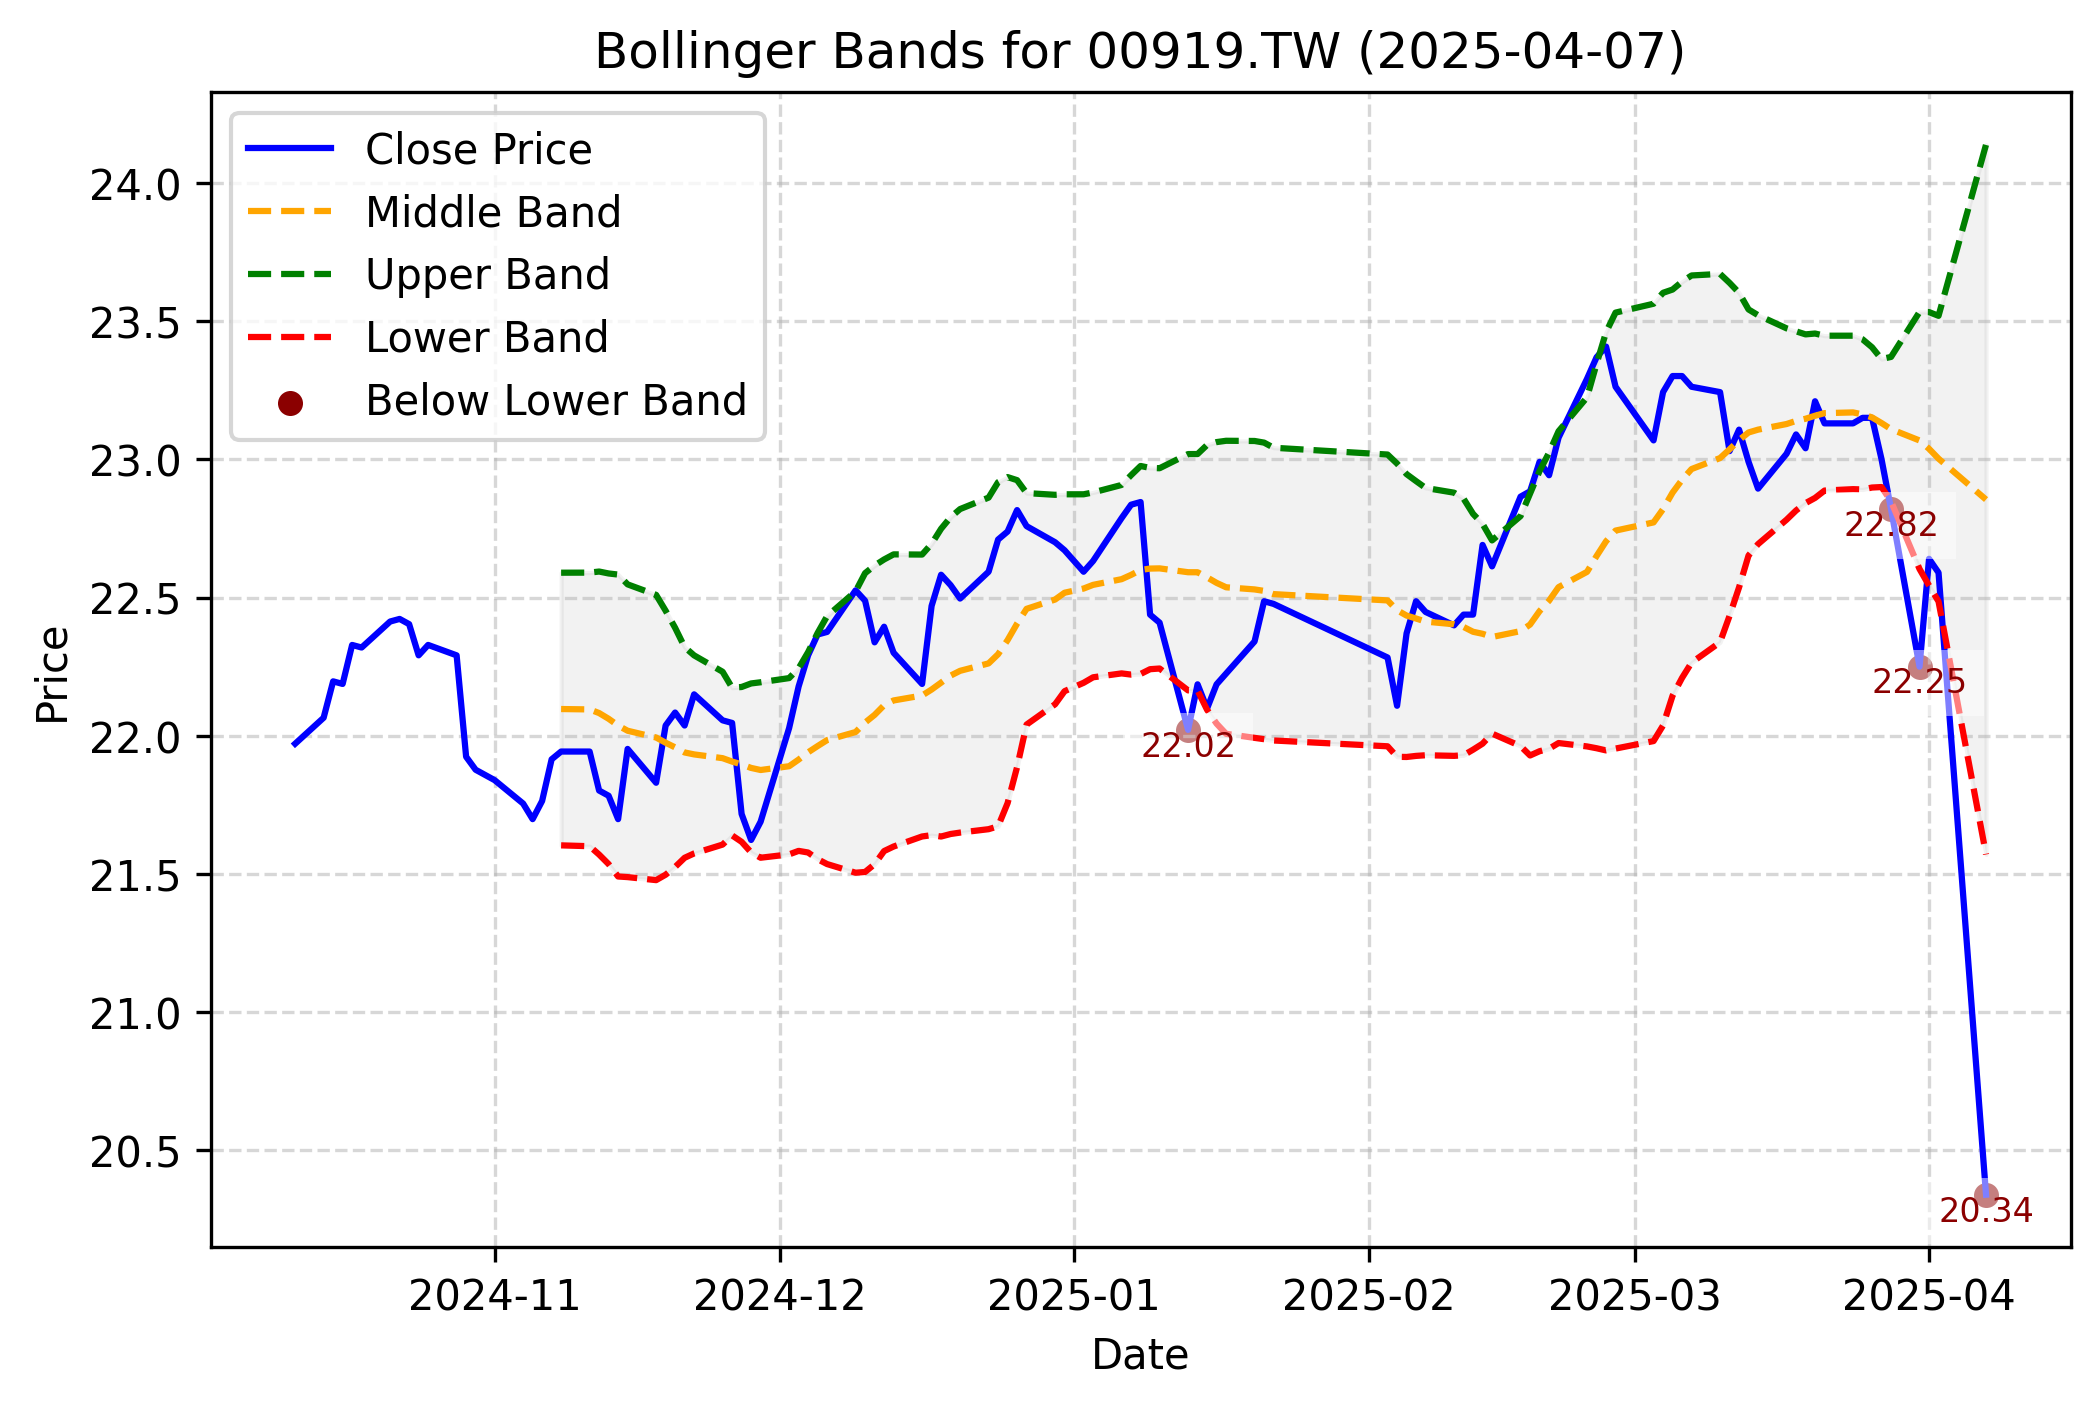 Bollinger Bands for 00919.TW (2025-04-07)
Close Price
Middle Band
Upper Band
Lower Band
Below Lower Band
Price
24.0
23.5
23.0
22.5
22.0
21.5
21.0
20.5
22.02
22.82
22.25
20.34
2024-11
2024-12
2025-01
2025-02
2025-03
2025-04
Date